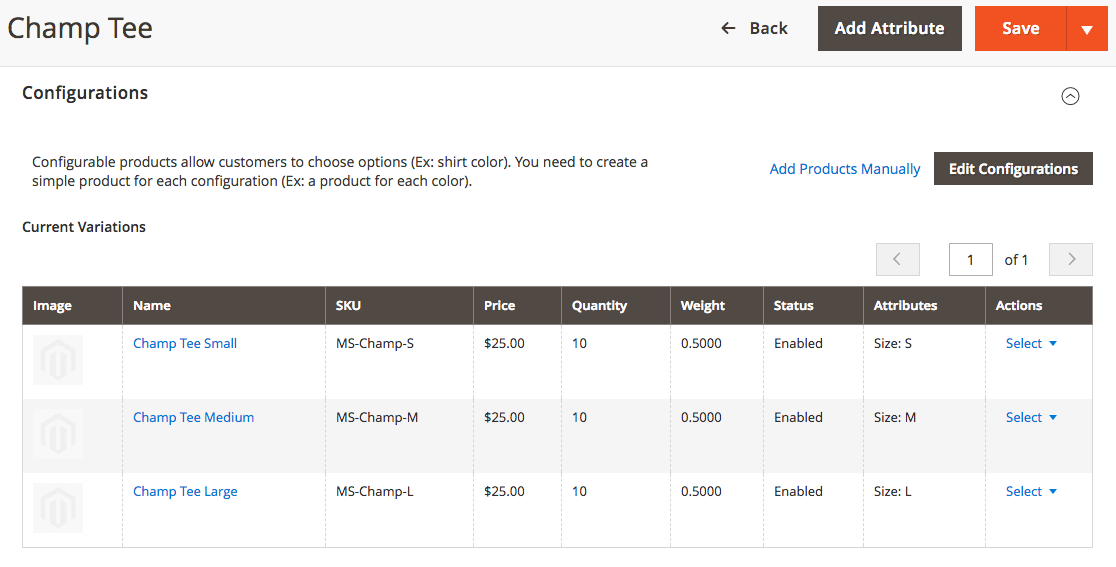 Champ Tee
← Back
Add Attribute
Save
Configurations
Configurable products allow customers to choose options (Ex: shirt color). You need to create a
simple product for each configuration (Ex: a product for each color).
Add Products Manually
Edit Configurations
Current Variations
1 of 1
Image Name SKU Price Quantity Weight Status Attributes Actions
Champ Tee Small MS-Champ-S $25.00 10 0.5000 Enabled Size: S Select
Champ Tee Medium MS-Champ-M $25.00 10 0.5000 Enabled Size: M Select
Champ Tee Large MS-Champ-L $25.00 10 0.5000 Enabled Size: L Select